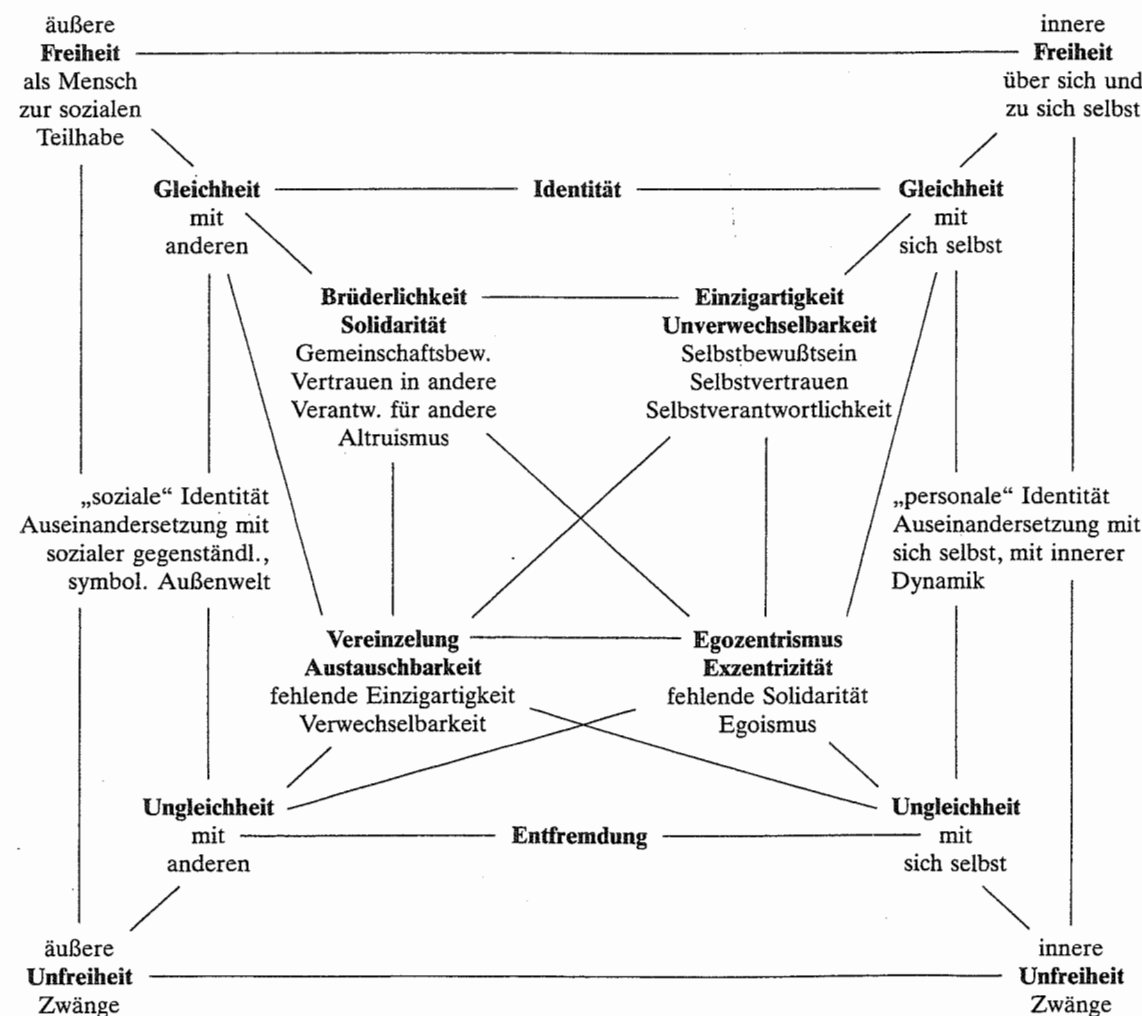 äußere
Freiheit
als Mensch
zur sozialen
Teilhabe
innere
Freiheit
über sich und
zu sich selbst
Gleichheit
mit
anderen
Identität
Gleichheit
mit
sich selbst
Brüderlichkeit
Solidarität
Gemeinschaftsbew.
Vertrauen in andere
Verantw. für andere
Altruismus
Einzigartigkeit
Unverwechselbarkeit
Selbstbewußtsein
Selbstvertrauen
Selbstverantwortlichkeit
„soziale“ Identität
Auseinandersetzung mit
sozialer gegenständl.,
symbol. Außenwelt
„personale“ Identität
Auseinandersetzung mit
sich selbst, mit innerer
Dynamik
Vereinzelung
Austauschbarkeit
fehlende Einzigartigkeit
Verwechselbarkeit
Egozentrismus
Exzentrizität
fehlende Solidarität
Egoismus
Ungleichheit
mit
anderen
Entfremdung
Ungleichheit
mit
sich selbst
äußere
Unfreiheit
Zwänge
innere
Unfreiheit
Zwänge